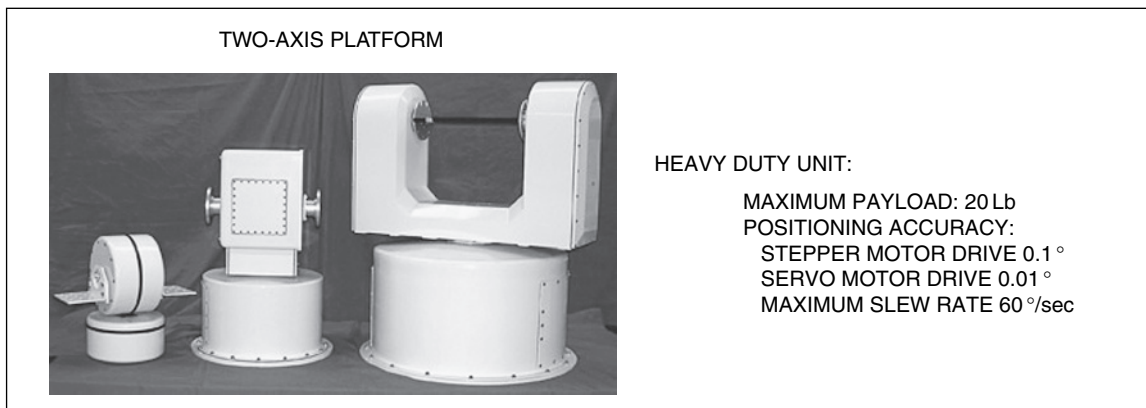 TWO-AXIS PLATFORM
HEAVY DUTY UNIT:
MAXIMUM PAYLOAD: 20 Lb
POSITIONING ACCURACY:
STEPPER MOTOR DRIVE 0.1°
SERVO MOTOR DRIVE 0.01°
MAXIMUM SLEW RATE 60°/sec